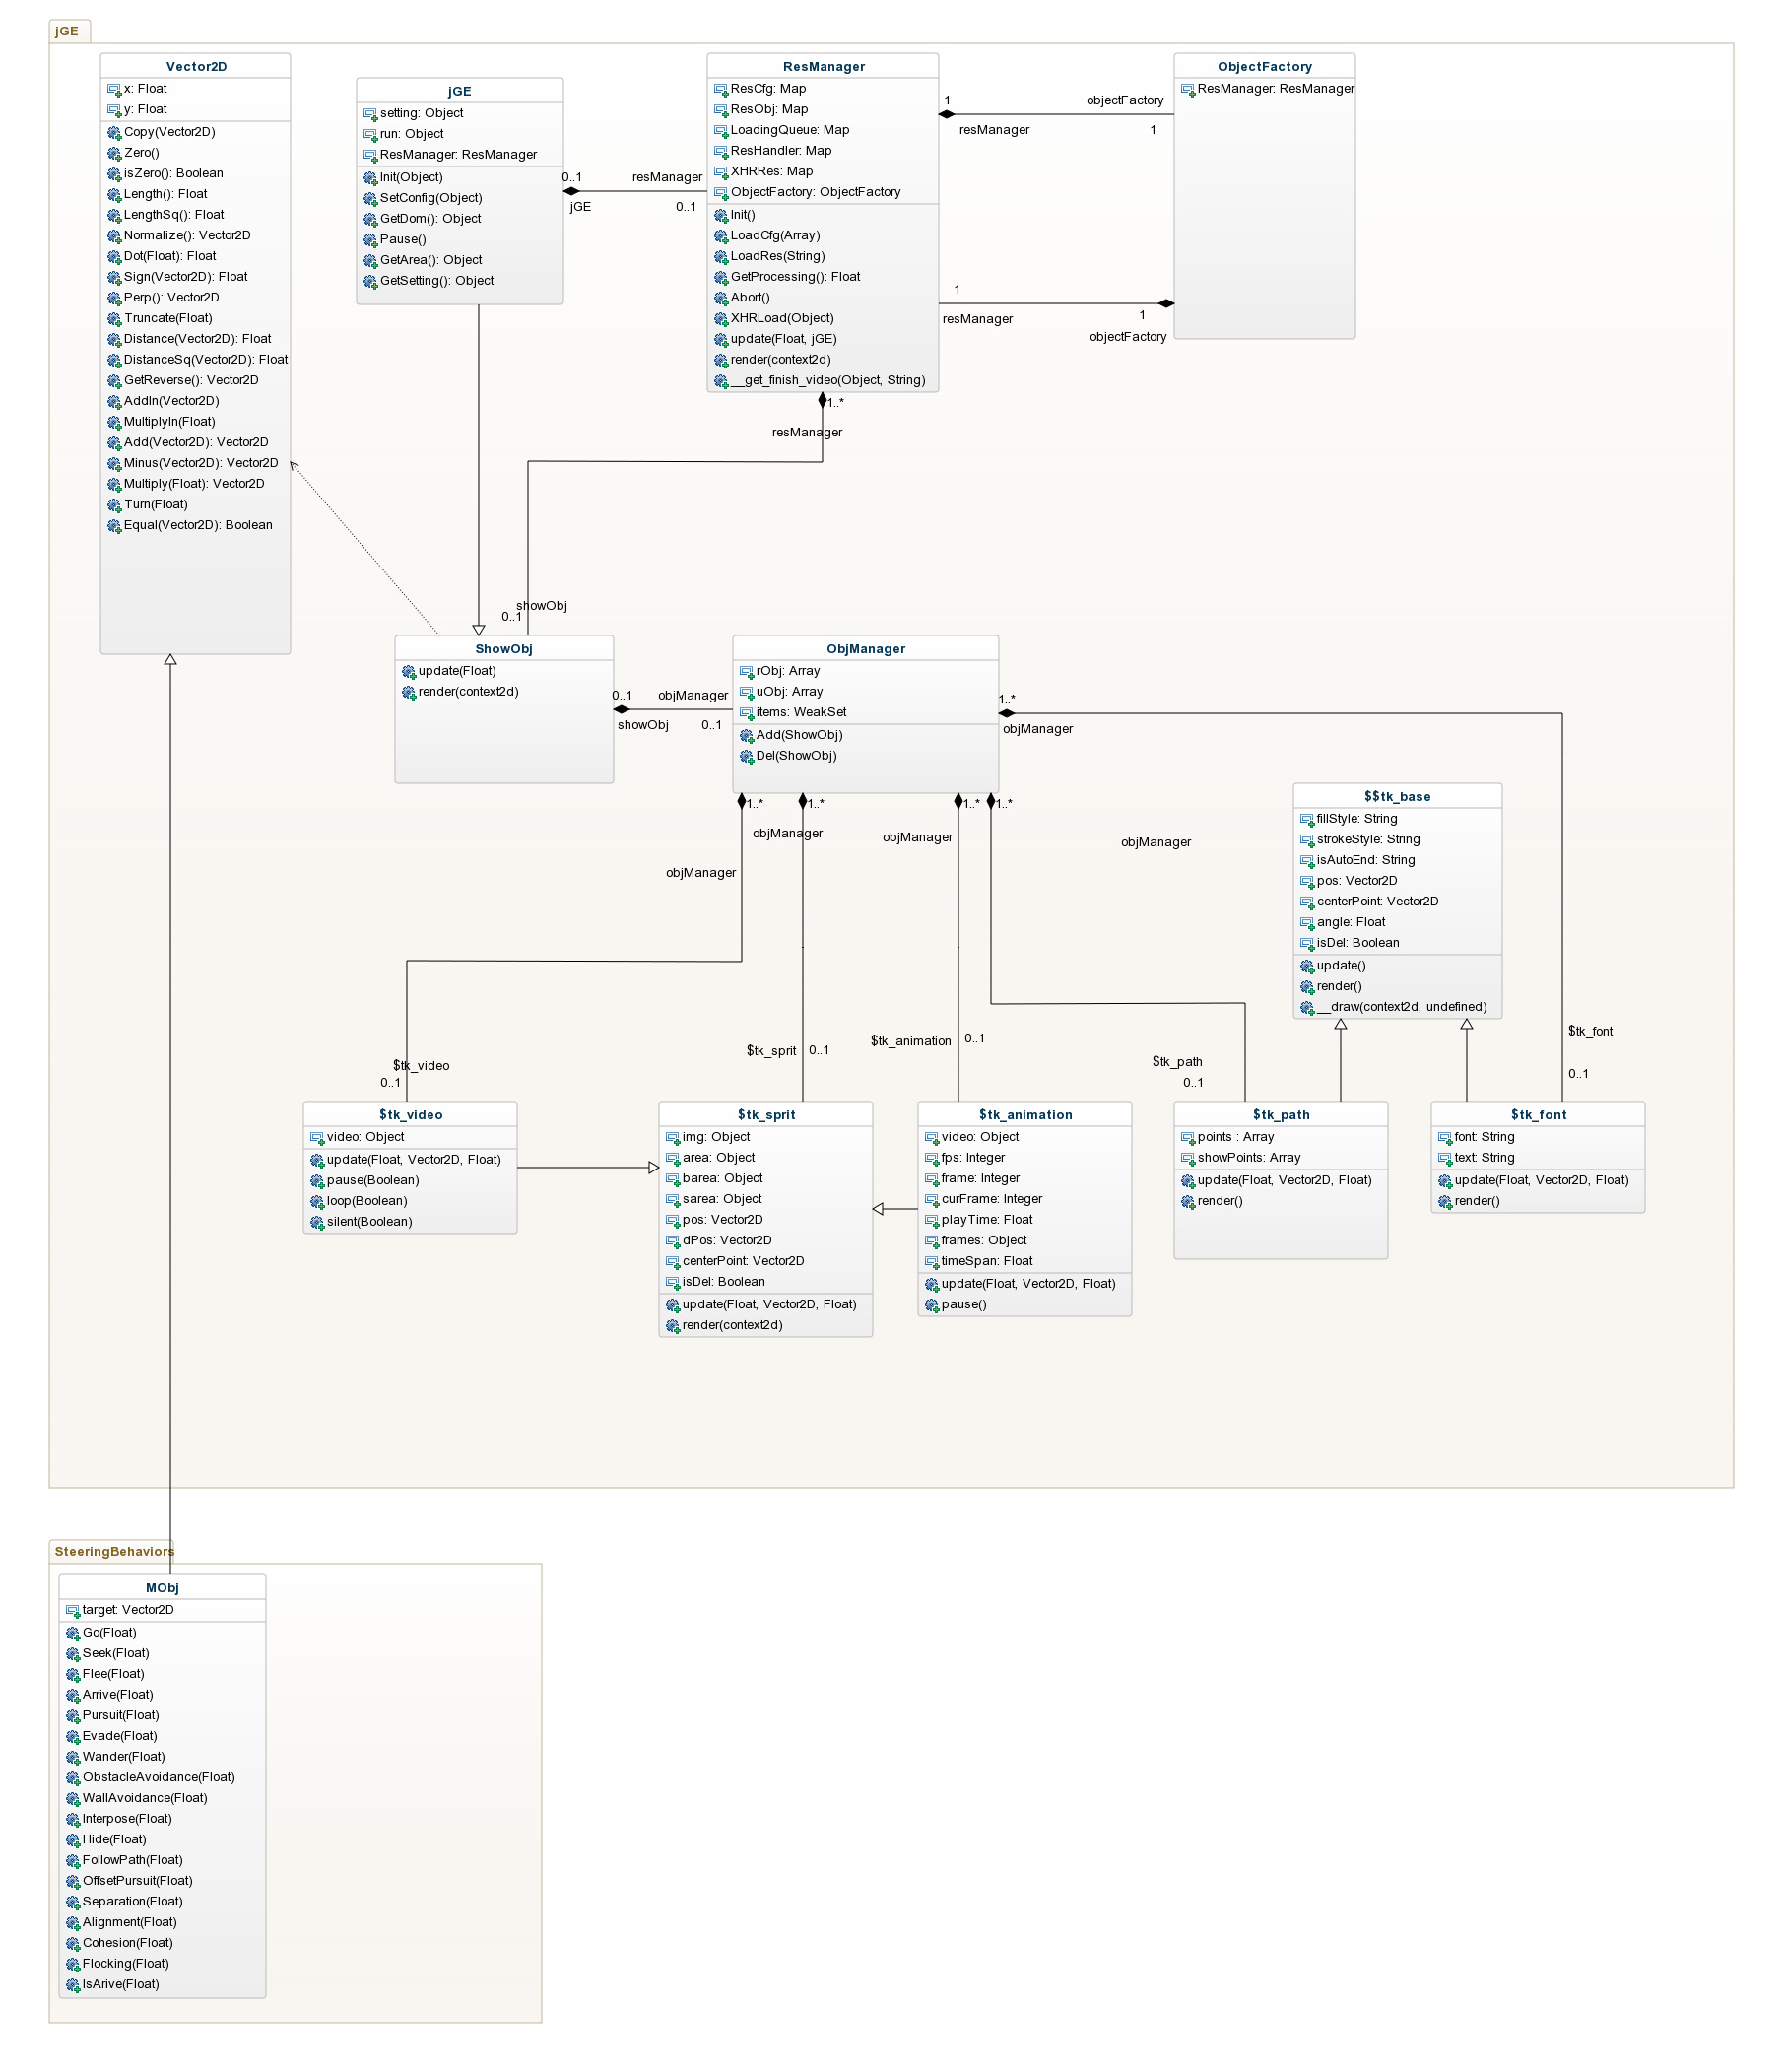 jGE
Vector2D
x: Float
y: Float
Copy(Vector2D)
Zero()
isZero(): Boolean
Length(): Float
LengthSq(): Float
Normalize(): Vector2D
Dot(Float): Float
Sign(Vector2D): Float
Perp(): Vector2D
Truncate(Float)
Distance(Vector2D): Float
DistanceSq(Vector2D): Float
GetReverse(): Vector2D
AddIn(Vector2D)
MultiplyIn(Float)
Add(Vector2D): Vector2D
Minus(Vector2D): Vector2D
Multiply(Float): Vector2D
Turn(Float)
Equal(Vector2D): Boolean
jGE
setting: Object
run: Object
ResManager: ResManager
Init(Object)
SetConfig(Object)
GetDom(): Object
Pause()
GetArea(): Object
GetSetting(): Object
0..1
resManager
jGE
0..1
ResManager
ResCfg: Map
ResObj: Map
LoadingQueue: Map
ResHandler: Map
XHRRes: Map
ObjectFactory: ObjectFactory
Init()
LoadCfg(Array)
LoadRes(String)
GetProcessing(): Float
Abort()
XHRLoad(Object)
update(Float, jGE)
render(context2d)
__get_finish_video(Object, String)
1
objectFactory
resManager
1
1
resManager
1
objectFactory
ObjectFactory
ResManager: ResManager
1..*
resManager
showObj
0..1
ShowObj
update(Float)
render(context2d)
0..1
objManager
showObj
0..1
ObjManager
rObj: Array
uObj: Array
items: WeakSet
Add(ShowObj)
Del(ShowObj)
1..*
objManager
1..*
1..*
1..*
1..*
objManager
objManager
objManager
objManager
$$tk_base
fillStyle: String
strokeStyle: String
isAutoEnd: String
pos: Vector2D
centerPoint: Vector2D
angle: Float
isDel: Boolean
update()
render()
__draw(context2d, undefined)
$tk_video
0..1
$tk_sprit
0..1
$tk_animation
0..1
$tk_path
0..1
$tk_font
0..1
$tk_video
video: Object
update(Float, Vector2D, Float)
pause(Boolean)
loop(Boolean)
silent(Boolean)
$tk_sprit
img: Object
area: Object
barea: Object
sarea: Object
pos: Vector2D
dPos: Vector2D
centerPoint: Vector2D
isDel: Boolean
update(Float, Vector2D, Float)
render(context2d)
$tk_animation
video: Object
fps: Integer
frame: Integer
curFrame: Integer
playTime: Float
frames: Object
timeSpan: Float
update(Float, Vector2D, Float)
pause()
$tk_path
points : Array
showPoints: Array
update(Float, Vector2D, Float)
render()
$tk_font
font: String
text: String
update(Float, Vector2D, Float)
render()
SteeringBehaviors
MObj
target: Vector2D
Go(Float)
Seek(Float)
Flee(Float)
Arrive(Float)
Pursuit(Float)
Evade(Float)
Wander(Float)
ObstacleAvoidance(Float)
WallAvoidance(Float)
Interpose(Float)
Hide(Float)
FollowPath(Float)
OffsetPursuit(Float)
Separation(Float)
Alignment(Float)
Cohesion(Float)
Flocking(Float)
IsArive(Float)